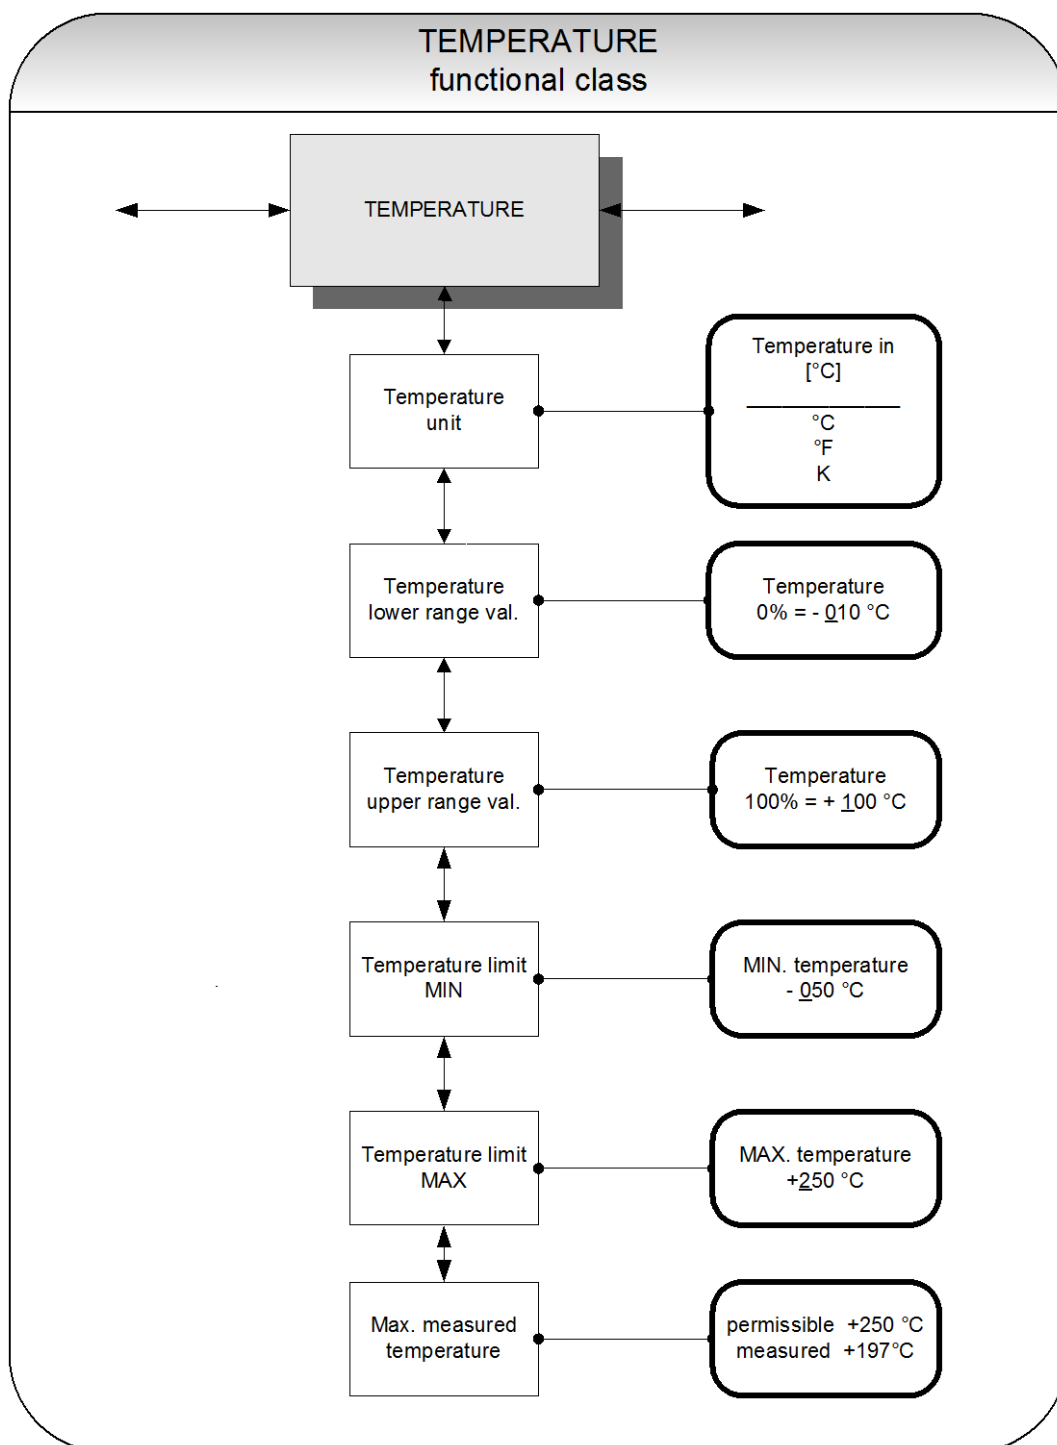 TEMPERATURE
functional class
TEMPERATURE
Temperature
unit
Temperature in
[°C]
°C
°F
K
Temperature
lower range val.
Temperature
0% = - 010 °C
Temperature
upper range val.
Temperature
100% = + 100 °C
Temperature limit
MIN
MIN. temperature
- 050 °C
Temperature limit
MAX
MAX. temperature
+250 °C
Max. measured
temperature
permissible +250 °C
measured +197°C